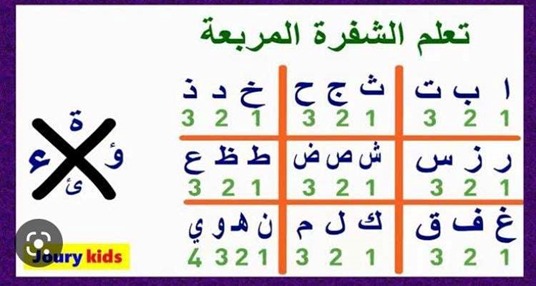 تعلم الشفرة المربعة
ا ب ت ث ج ح خ د ذ
1 2 3 1 2 3 1 2 3
ر ز س ش ص ض ط ظ ع
1 2 3 1 2 3 1 2 3
غ ف ق ك ل م ن ه و ي
1 2 3 1 2 3 1 2 3 4
ة
ؤ ء
ئ
Joury kids